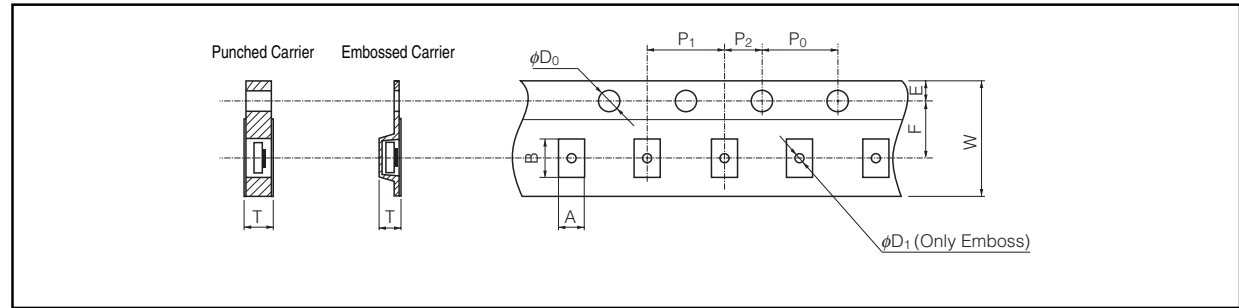 Punched Carrier
Embossed Carrier
P1
P2
P0
ϕD0
E
F
W
B
T
T
A
ϕD1 (Only Emboss)